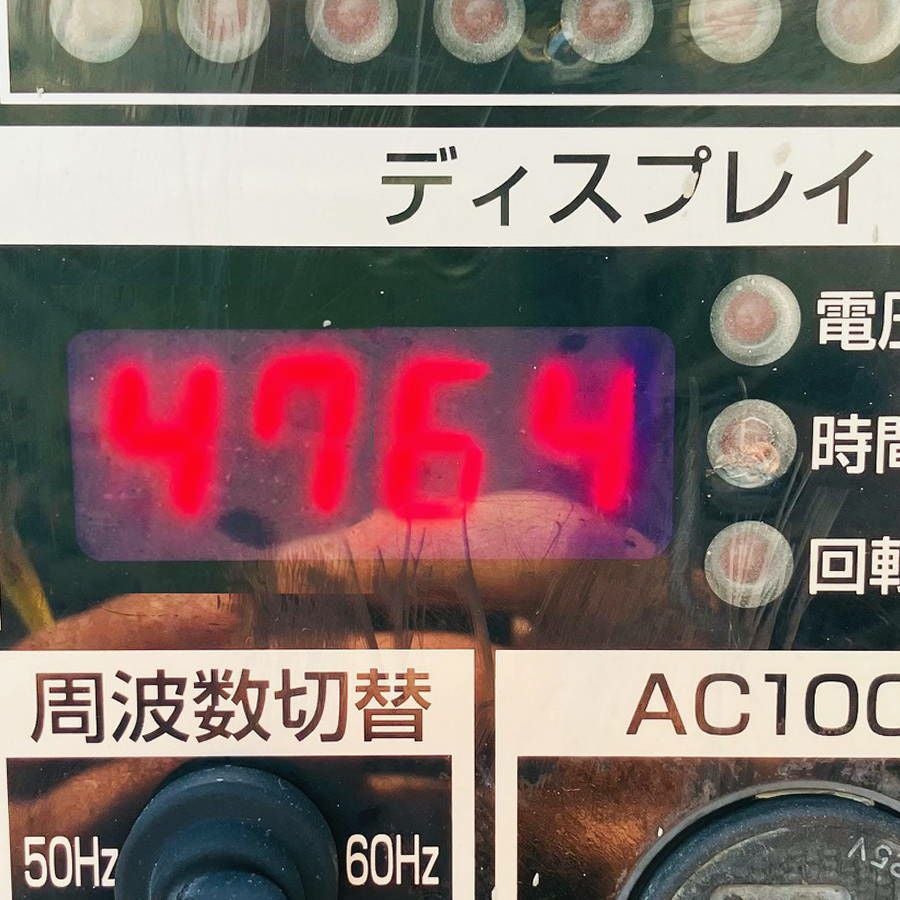 ディスプレイ
4764
電圧
時間
回転
周波数切替
AC100
50Hz
60Hz